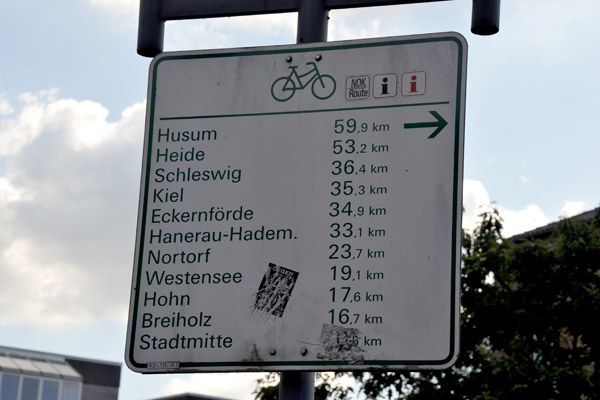 NOK
Route
i
i
Husum 59,9 km
Heide 53,2 km
Schleswig 36,4 km
Kiel 35,3 km
Eckernförde 34,9 km
Hanerau-Hadem. 33,1 km
Nortorf 23,7 km
Westensee 19,1 km
Hohn 17,6 km
Breiholz 16,7 km
Stadtmitte km